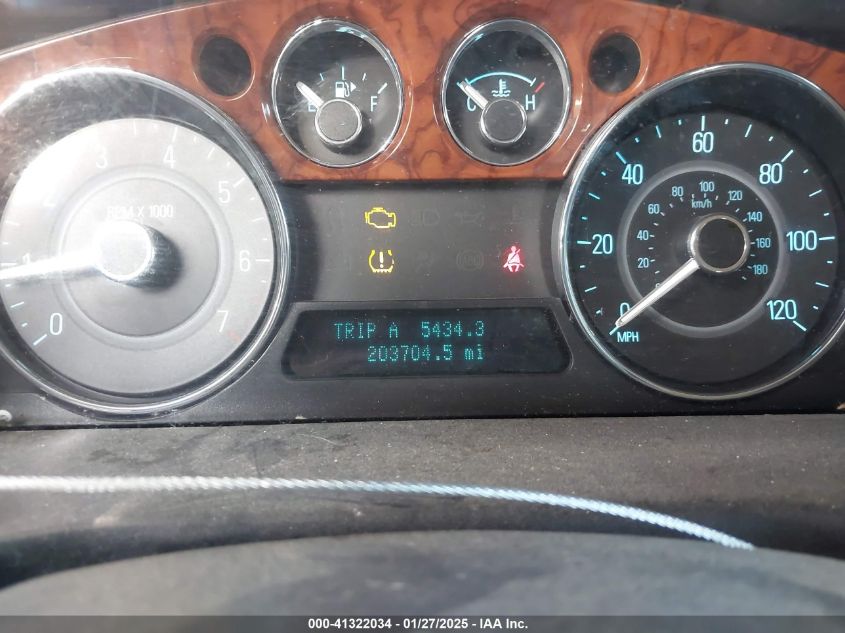 E F
C H
RPM X 1000
0 1 2 3 4 5 6 7
TRIP A 5434.3
203704.5 mi
0 20 40 60 80 100 120
MPH
0 20 40 60 80 100 120 140 160 180
km/h
000-41322034 / 01/27/2025 - IAA Inc.